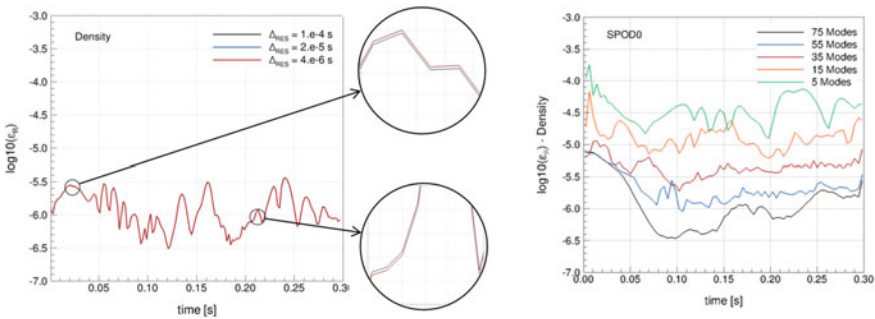 Density
ΔRES = 1.e-4 s
ΔRES = 2.e-5 s
ΔRES = 4.e-6 s
log10(εR)
-3.0
-3.5
-4.0
-4.5
-5.0
-5.5
-6.0
-6.5
-7.0
0.05
0.10
0.15
0.20
0.25
0.30
time [s]
SPOD0
75 Modes
55 Modes
35 Modes
15 Modes
5 Modes
log10(εP) - Density
-3.0
-3.5
-4.0
-4.5
-5.0
-5.5
-6.0
-6.5
-7.0
0.00
0.05
0.10
0.15
0.20
0.25
0.30
time [s]